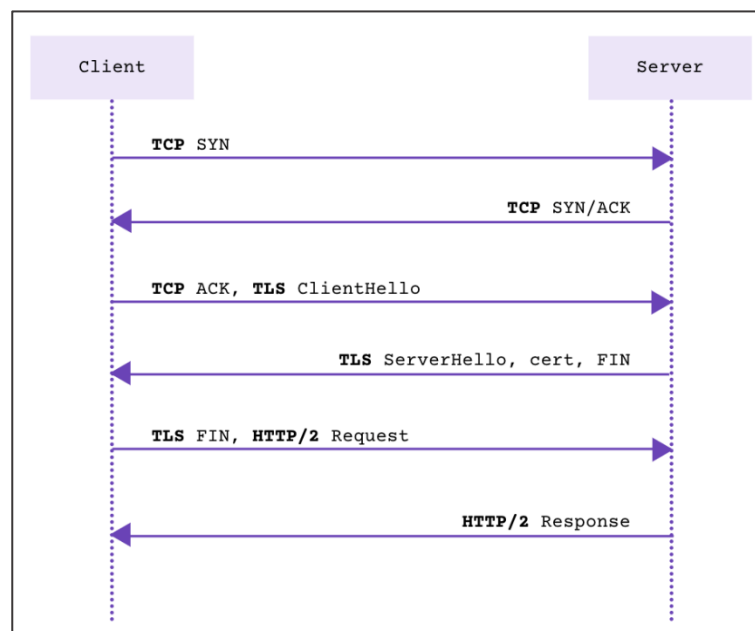 Client
Server
TCP SYN
TCP SYN/ACK
TCP ACK, TLS ClientHello
TLS ServerHello, cert, FIN
TLS FIN, HTTP/2 Request
HTTP/2 Response